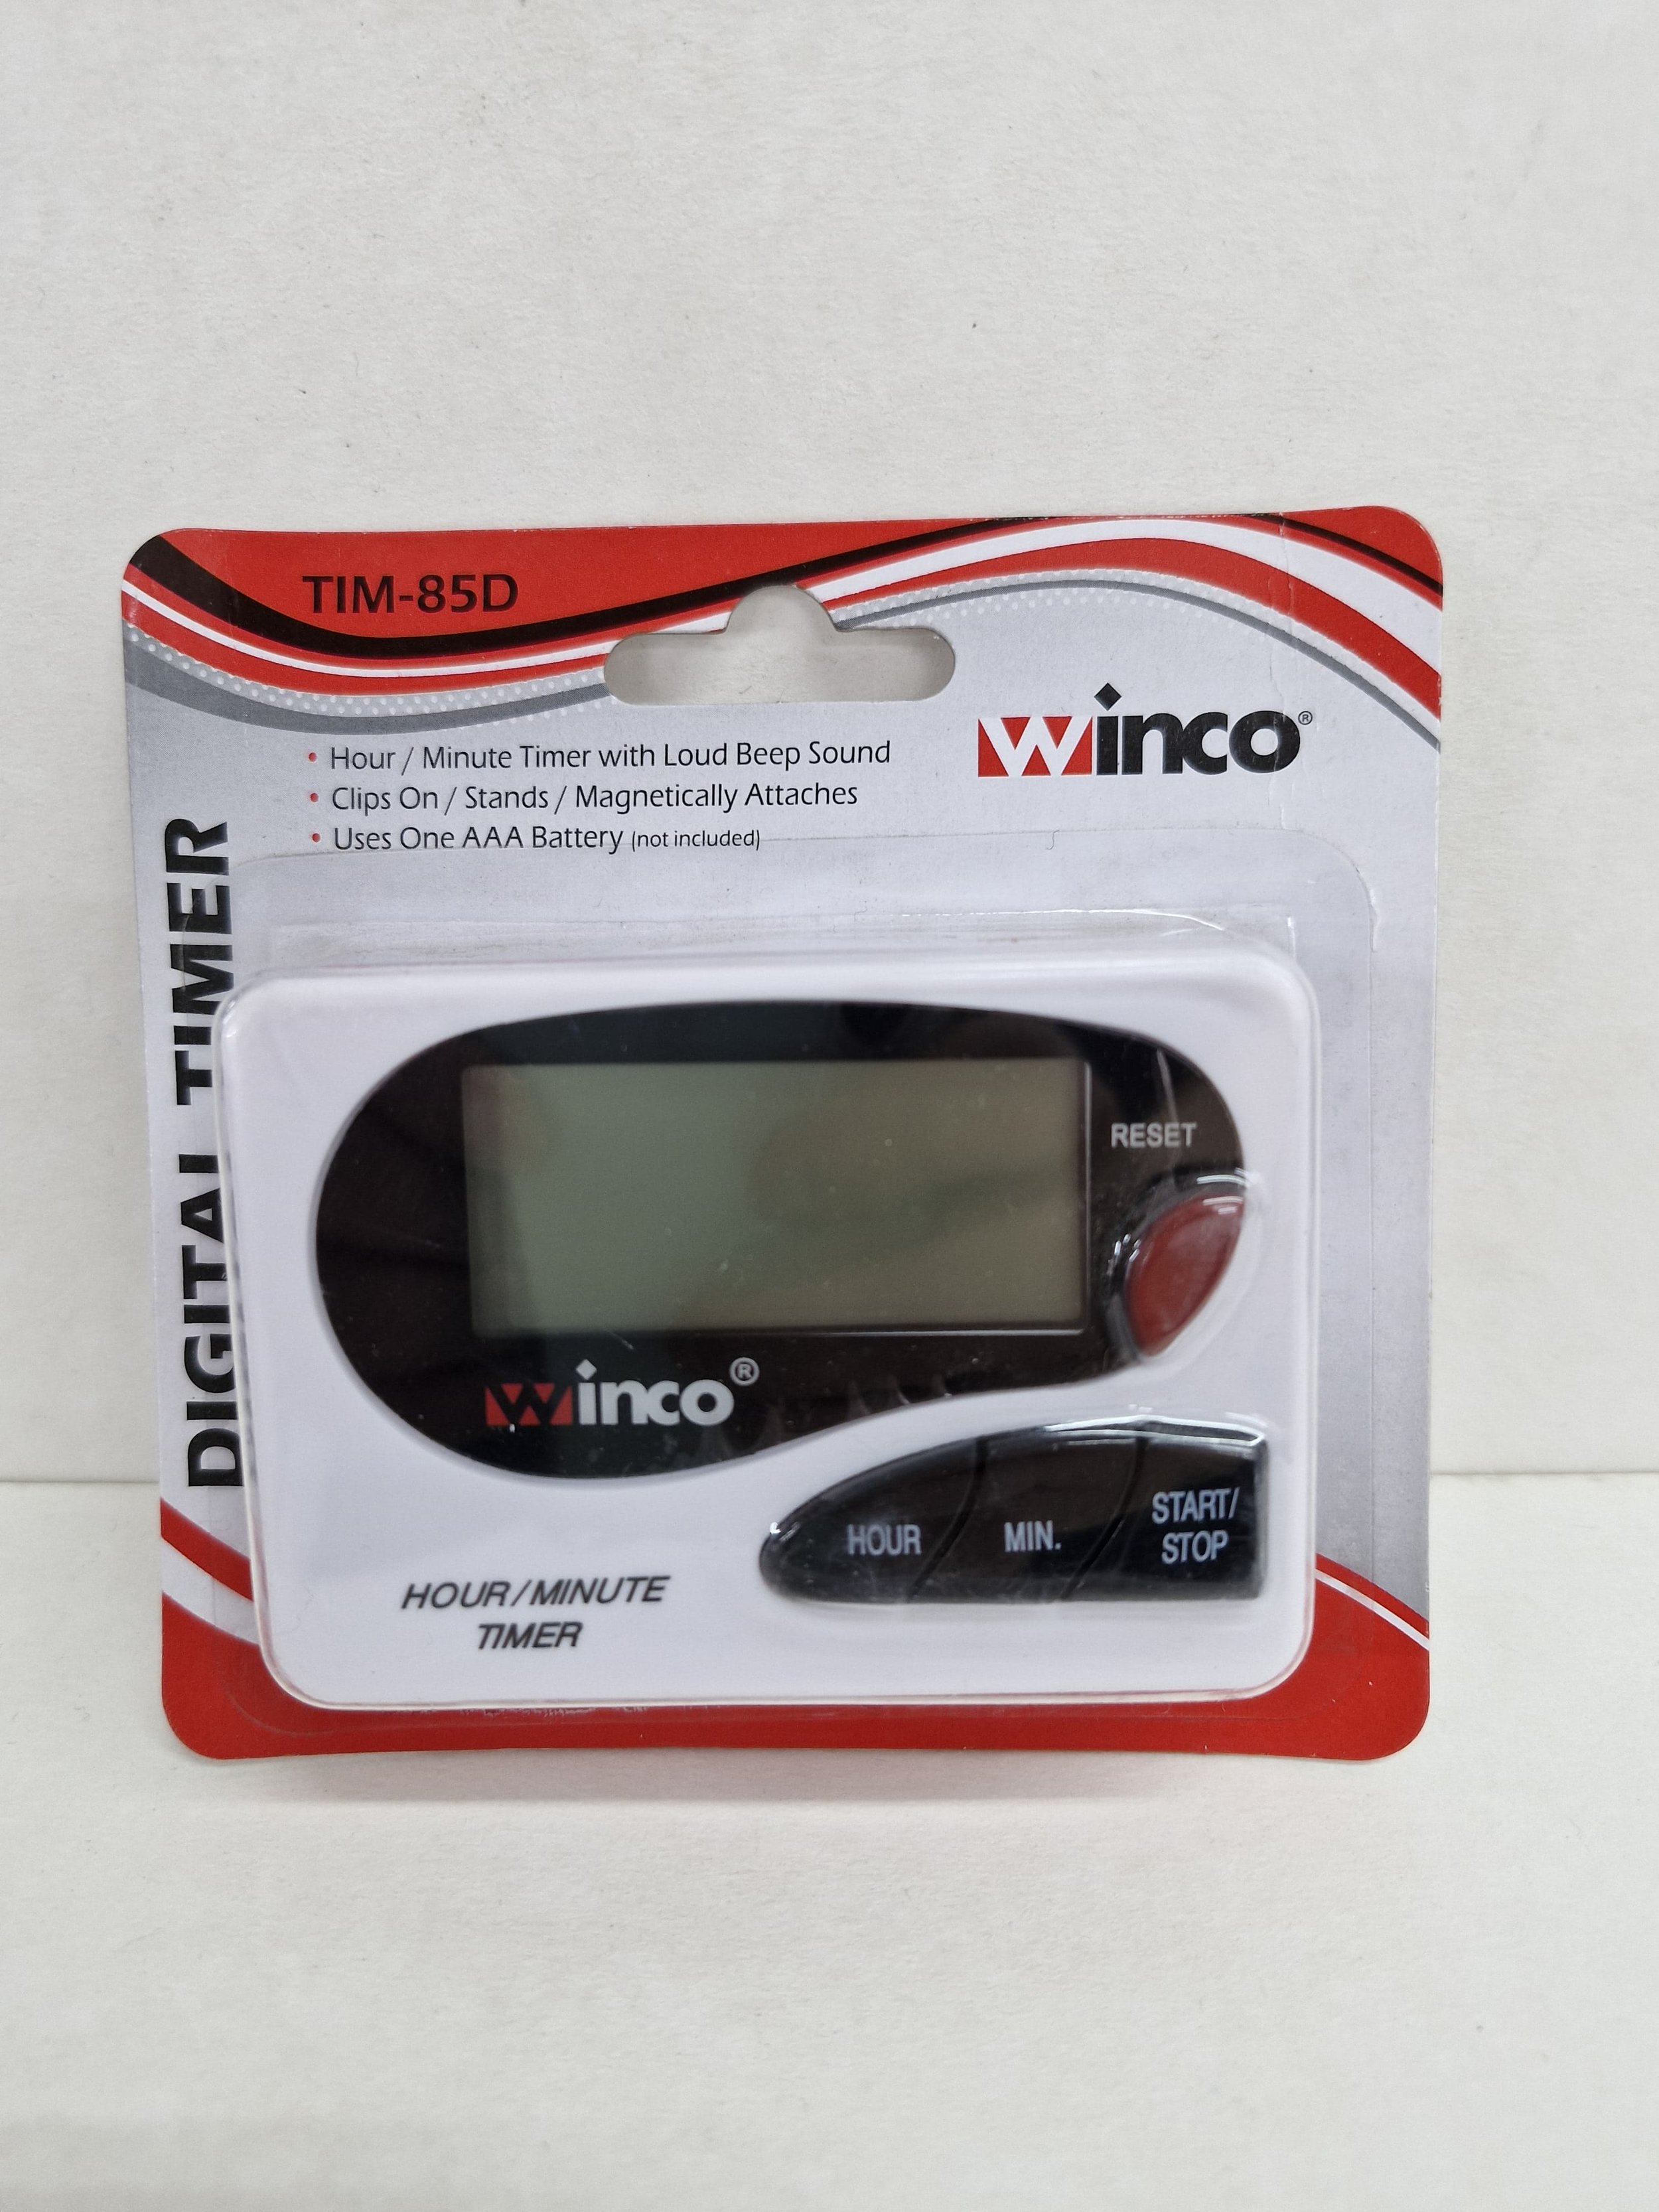 TIM-85D
winco®
• Hour / Minute Timer with Loud Beep Sound
• Clips On / Stands / Magnetically Attaches
• Uses One AAA Battery (not included)
DIGITAL TIMER
RESET
winco®
HOUR
MIN.
START/
STOP
HOUR/MINUTE
TIMER